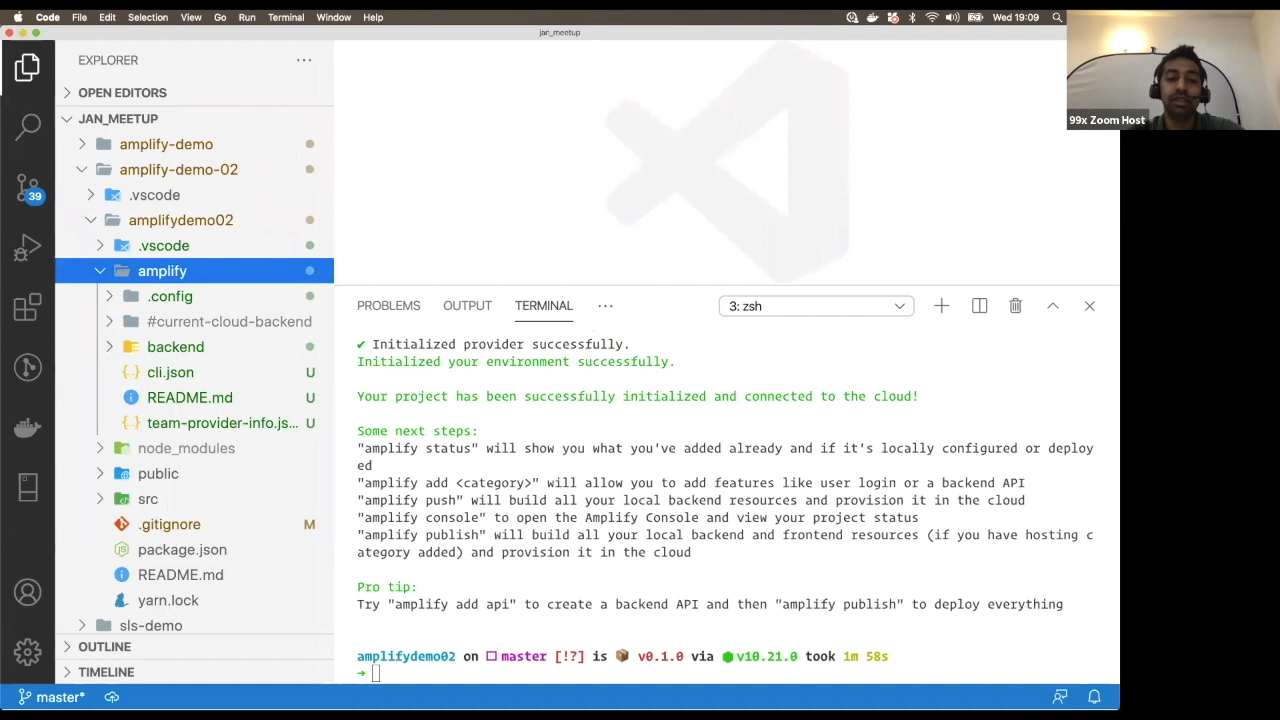 Code File Edit Selection View Go Run Terminal Window Help
Wed 19:09
jan_meetup
99x Zoom Host
EXPLORER
OPEN EDITORS
JAN_MEETUP
amplify-demo
amplify-demo-02
.vscode
39
amplifydemo02
.vscode
amplify
.config
#current-cloud-backend
backend
cli.json U
README.md U
team-provider-info.js... U
node_modules
public
src
.gitignore M
package.json
README.md
yarn.lock
sls-demo
OUTLINE
TIMELINE
master*
PROBLEMS OUTPUT TERMINAL ... 3: zsh
✔ Initialized provider successfully.
Initialized your environment successfully.
Your project has been successfully initialized and connected to the cloud!
Some next steps:
"amplify status" will show you what you've added already and if it's locally configured or deploy
ed
"amplify add <category>" will allow you to add features like user login or a backend API
"amplify push" will build all your local backend resources and provision it in the cloud
"amplify console" to open the Amplify Console and view your project status
"amplify publish" will build all your local backend and frontend resources (if you have hosting c
ategory added) and provision it in the cloud
Pro tip:
Try "amplify add api" to create a backend API and then "amplify publish" to deploy everything
amplifydemo02 on master [!?] is 📦 v0.1.0 via ⬢ v10.21.0 took 1m 58s
➜